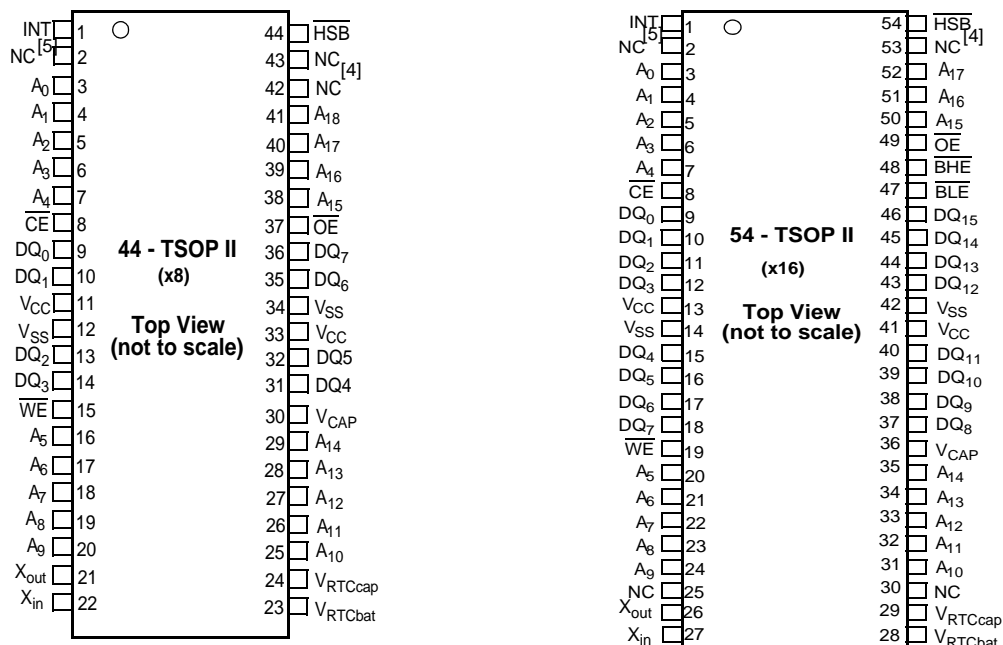 INT 1 44 H̅S̅B̅
NC[5] 2 43 NC[4]
A0 3 42 NC
A1 4 41 A18
A2 5 40 A17
A3 6 39 A16
A4 7 38 A15
C̅E̅ 8 37 O̅E̅
DQ0 9 36 DQ7
DQ1 10 35 DQ6
VCC 11 34 VSS
VSS 12 33 VCC
DQ2 13 32 DQ5
DQ3 14 31 DQ4
W̅E̅ 15 30 VCAP
A5 16 29 A14
A6 17 28 A13
A7 18 27 A12
A8 19 26 A11
A9 20 25 A10
Xout 21 24 VRTCcap
Xin 22 23 VRTCbat
44 - TSOP II
(x8)
Top View
(not to scale)
INT 1 54 H̅S̅B̅
NC[5] 2 53 NC[4]
A0 3 52 A17
A1 4 51 A16
A2 5 50 A15
A3 6 49 O̅E̅
A4 7 48 B̅H̅E̅
C̅E̅ 8 47 B̅L̅E̅
DQ0 9 46 DQ15
DQ1 10 45 DQ14
DQ2 11 44 DQ13
DQ3 12 43 DQ12
VCC 13 42 VSS
VSS 14 41 VCC
DQ4 15 40 DQ11
DQ5 16 39 DQ10
DQ6 17 38 DQ9
DQ7 18 37 DQ8
W̅E̅ 19 36 VCAP
A5 20 35 A14
A6 21 34 A13
A7 22 33 A12
A8 23 32 A11
A9 24 31 A10
NC 25 30 NC
Xout 26 29 VRTCcap
Xin 27 28 VRTCbat
54 - TSOP II
(x16)
Top View
(not to scale)